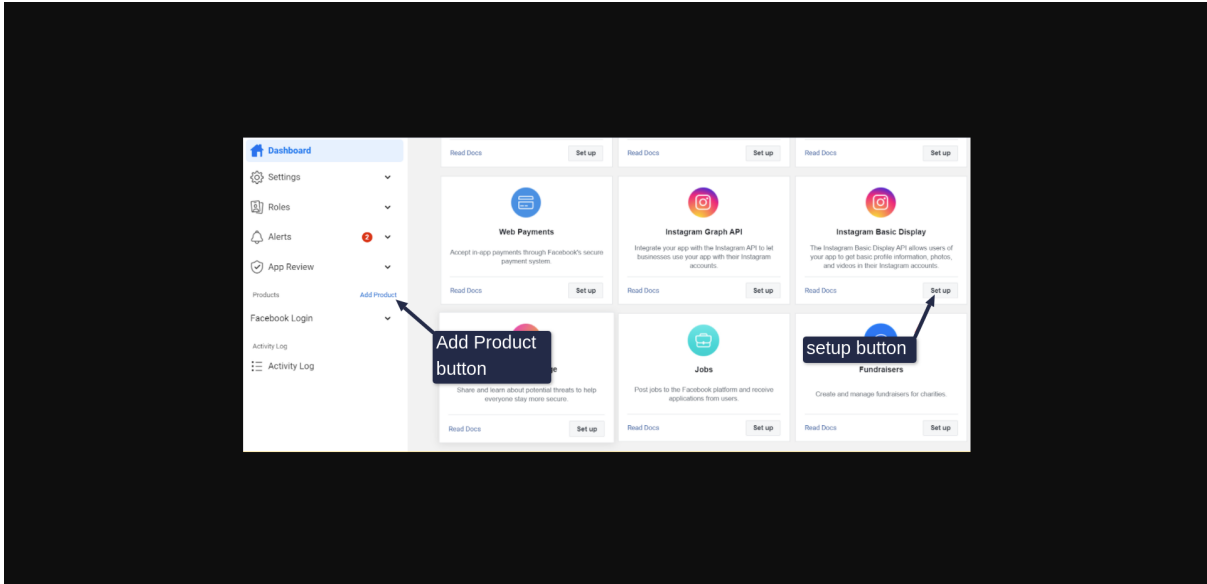 Dashboard
Settings
Roles
Alerts
2
App Review
Products
Add Product
Facebook Login
Activity Log
Activity Log
Read Docs
Set up
Read Docs
Set up
Read Docs
Set up
Web Payments
Accept in-app payments through Facebook's secure
payment system.
Read Docs
Set up
Instagram Graph API
Integrate your app with the Instagram API to let
businesses use your app with their Instagram
accounts.
Read Docs
Set up
Instagram Basic Display
The Instagram Basic Display API allows users of
your app to get basic profile information, photos,
and videos in their Instagram accounts.
Read Docs
Set up
Add Product
button
Share and learn about potential threats to help
everyone stay more secure.
Read Docs
Set up
Jobs
Post jobs to the Facebook platform and receive
applications from users.
Read Docs
Set up
setup button
Fundraisers
Create and manage fundraisers for charities.
Read Docs
Set up